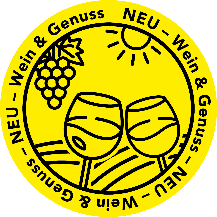 NEU – Wein & Genuss – NEU – Wein & Genuss – NEU – Wein & Genuss